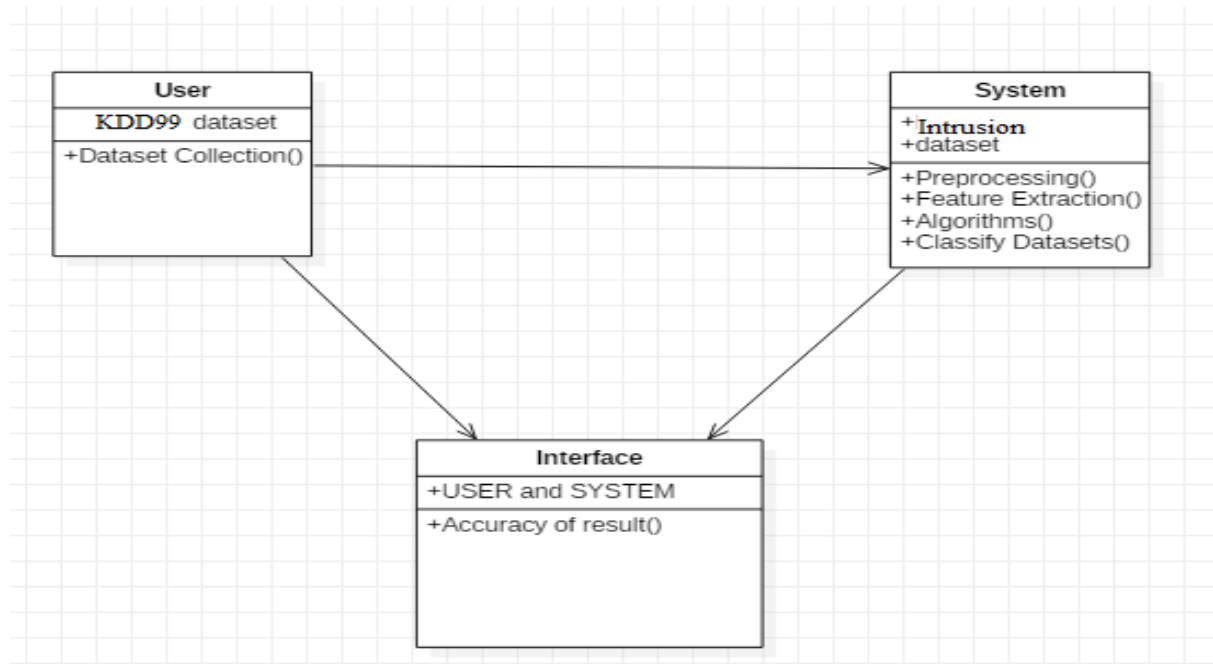 User
KDD99 dataset
+Dataset Collection()
System
+Intrusion
+dataset
+Preprocessing()
+Feature Extraction()
+Algorithms()
+Classify Datasets()
Interface
+USER and SYSTEM
+Accuracy of result()